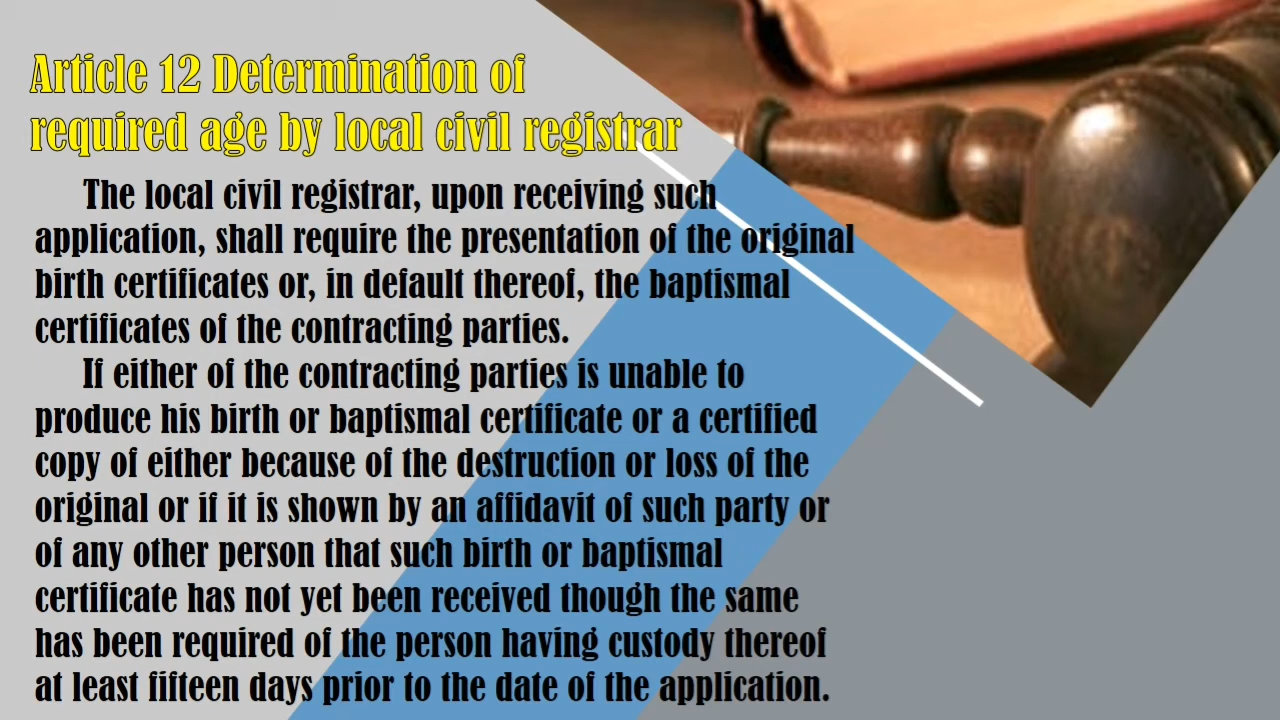 Article 12 Determination of
required age by local civil registrar
The local civil registrar, upon receiving such
application, shall require the presentation of the original
birth certificates or, in default thereof, the baptismal
certificates of the contracting parties.
If either of the contracting parties is unable to
produce his birth or baptismal certificate or a certified
copy of either because of the destruction or loss of the
original or if it is shown by an affidavit of such party or
of any other person that such birth or baptismal
certificate has not yet been received though the same
has been required of the person having custody thereof
at least fifteen days prior to the date of the application.